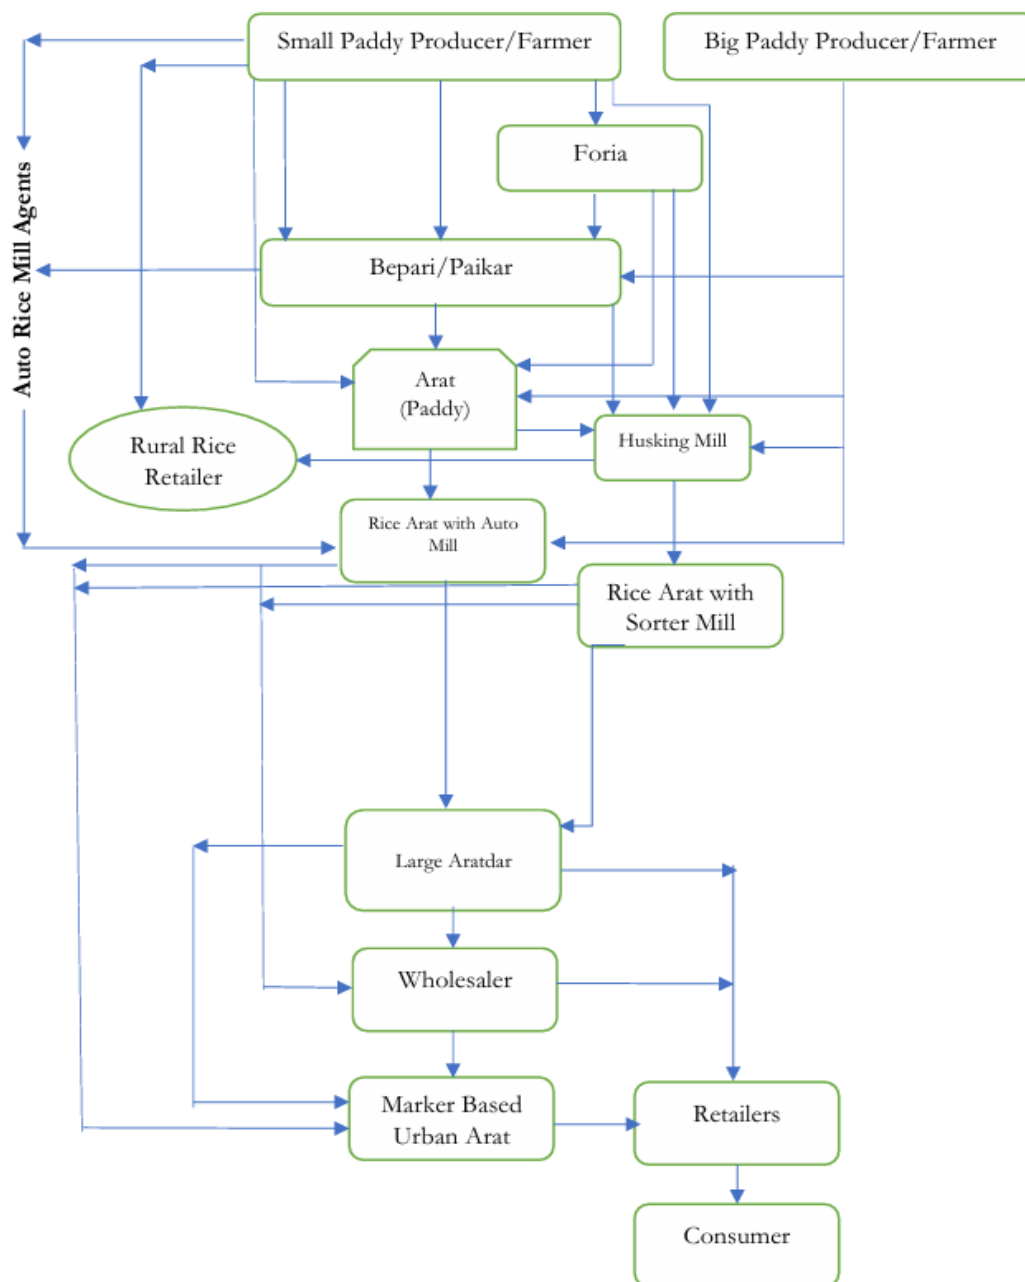 Small Paddy Producer/Farmer
Big Paddy Producer/Farmer
Foria
Auto Rice Mill Agents
Bepari/Paikar
Arat
(Paddy)
Husking Mill
Rural Rice
Retailer
Rice Arat with Auto
Mill
Rice Arat with
Sorter Mill
Large Aratdar
Wholesaler
Marker Based
Urban Arat
Retailers
Consumer